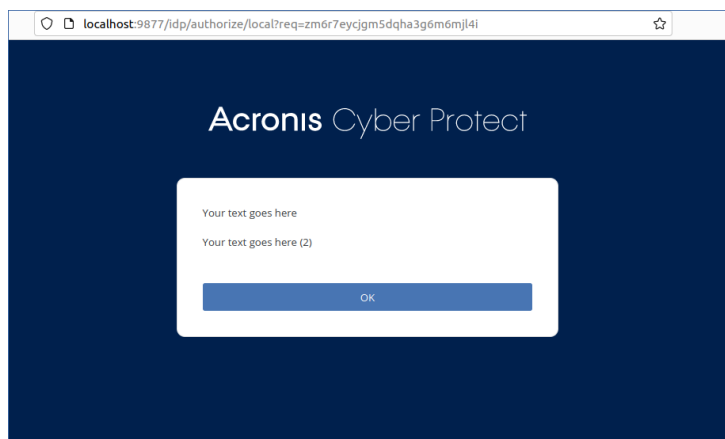 localhost:9877/idp/authorize/local?req=zm6r7eycjgm5dqha3g6m6mjl4i
Acronis Cyber Protect
Your text goes here
Your text goes here (2)
OK